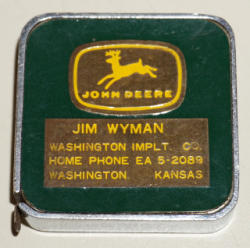 JOHN DEERE
JIM WYMAN
WASHINGTON IMPLT. CO.
HOME PHONE EA 5-2089
WASHINGTON. KANSAS